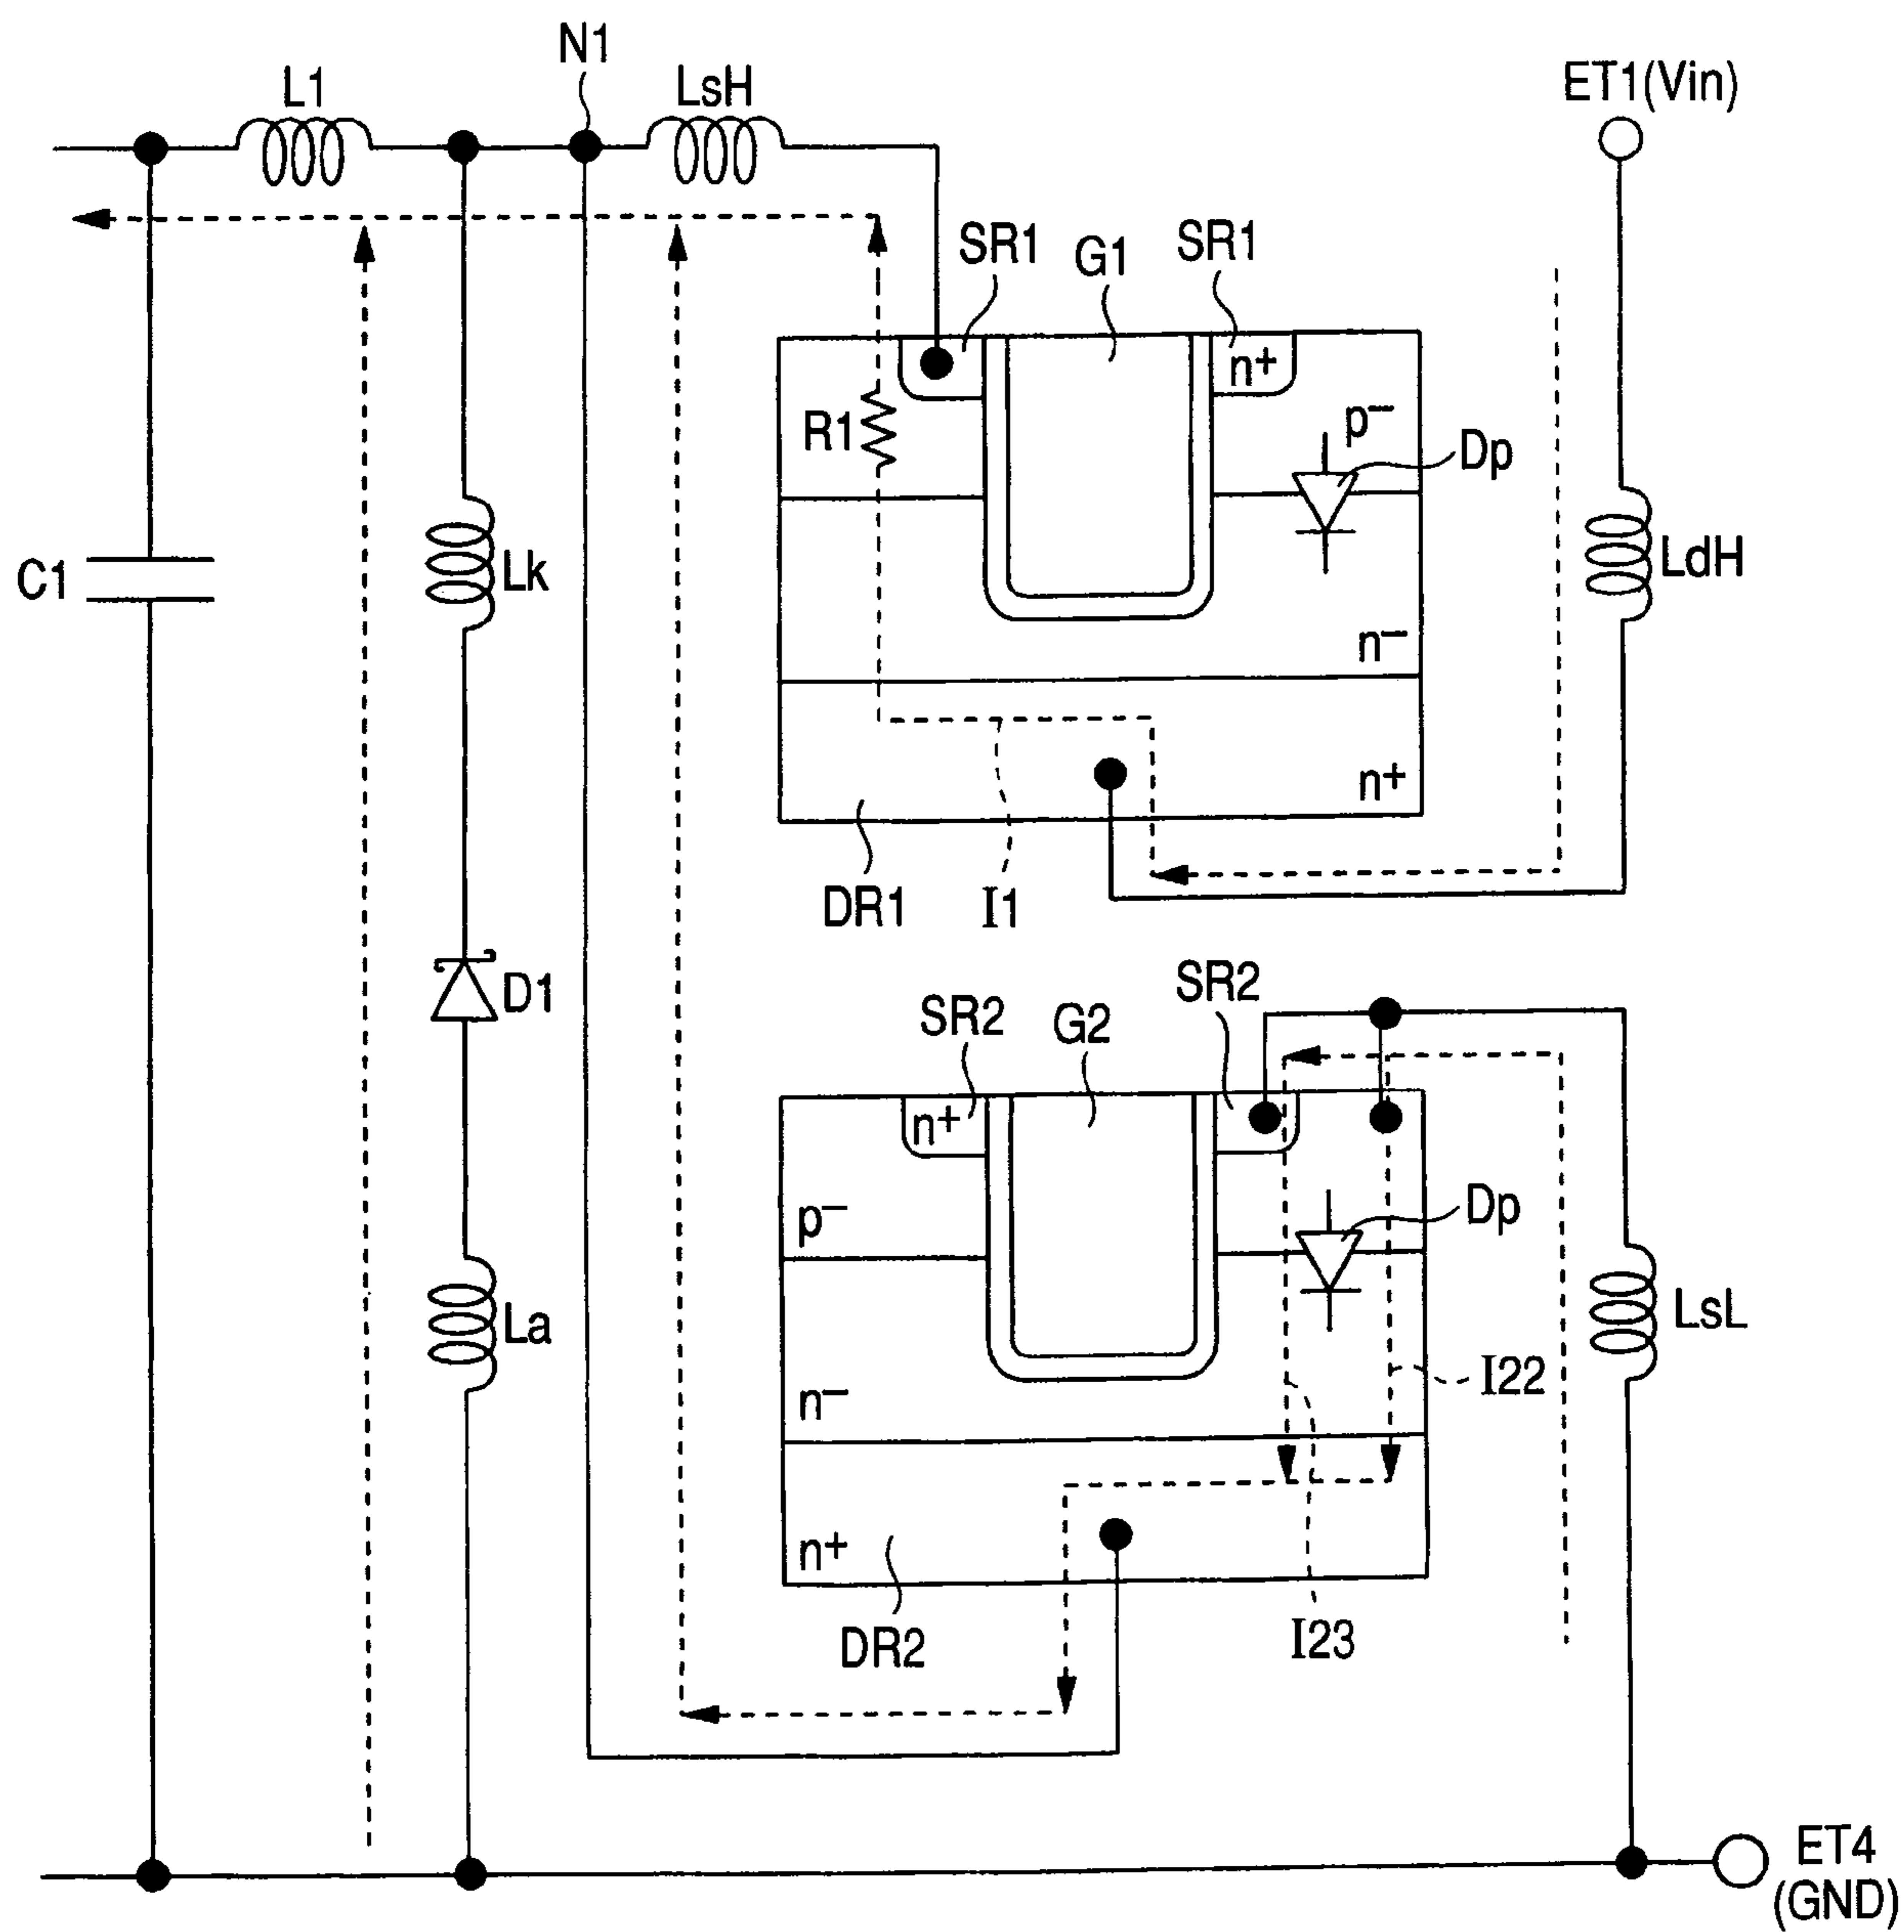 N1
L1
LsH
ET1(Vin)
SR1
G1
SR1
n+
R1
p−
Dp
C1
Lk
LdH
n−
n+
DR1
I1
D1
SR2
G2
SR2
n+
p−
Dp
La
LsL
n−
I22
n+
DR2
I23
ET4
(GND)